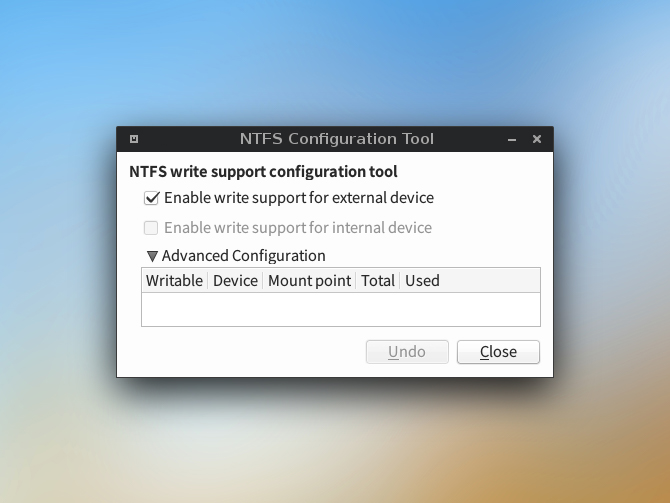 NTFS Configuration Tool
NTFS write support configuration tool
Enable write support for external device
Enable write support for internal device
Advanced Configuration
Writable Device Mount point Total Used
Undo Close